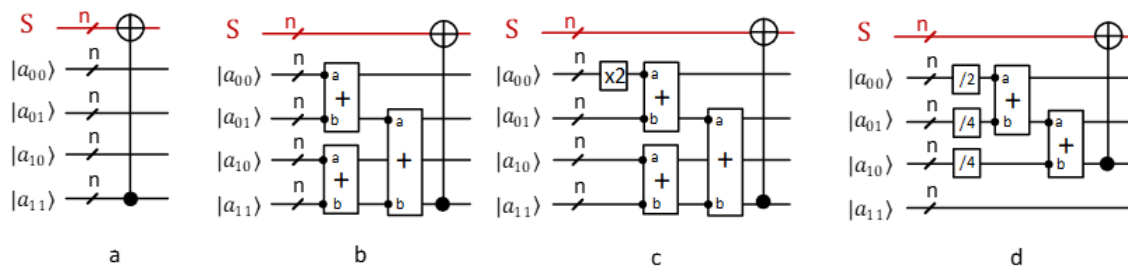 S n
|a₀₀⟩ n
|a₀₁⟩ n
|a₁₀⟩ n
|a₁₁⟩ n
a
S n
|a₀₀⟩ n a
+
|a₀₁⟩ n b a
|a₁₀⟩ n a +
+
|a₁₁⟩ n b b
b
S n
|a₀₀⟩ n x2 a
+
|a₀₁⟩ b a
|a₁₀⟩ a +
+
|a₁₁⟩ n b b
c
S n
|a₀₀⟩ n /2 a
+
|a₀₁⟩ n /4 b a
+
|a₁₀⟩ n /4 b
|a₁₁⟩ n
d